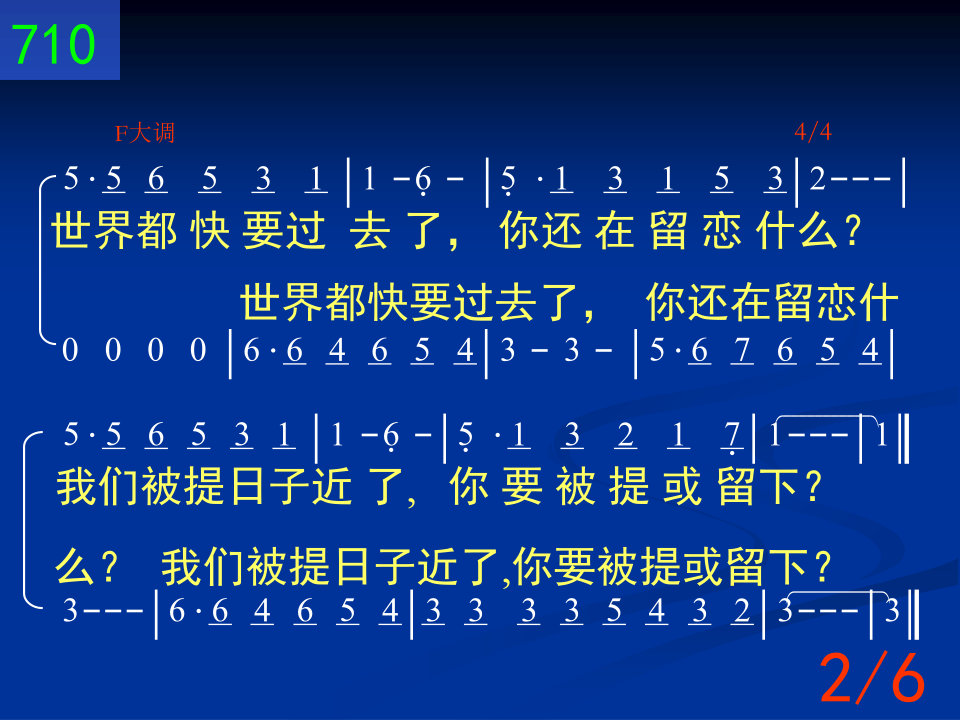 710
F大调 4/4
5·5 6 5 3 1│1 -6̣ - │5̣ ·1 3 1 5 3│2---│
世界都 快 要过 去 了， 你还 在 留 恋 什么？
世界都快要过去了， 你还在留恋什
0 0 0 0│6·6 4 6 5 4│3 - 3 -│5·6 7 6 5 4│
5·5 6 5 3 1│1 -6̣ -│5̣ ·1 3 2 1 7̣│1---│1║
我们被提日子近 了, 你 要 被 提 或 留下？
么？ 我们被提日子近了,你要被提或留下？
3---│6·6 4 6 5 4│3 3 3 3 5 4 3 2│3---│3║
2/6